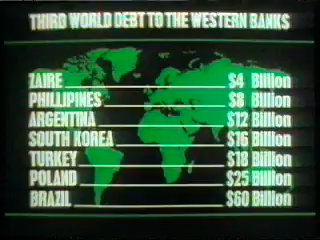 THIRD WORLD DEBT TO THE WESTERN BANKS
ZAIRE $4 Billion
PHILLIPINES $8 Billion
ARGENTINA $12 Billion
SOUTH KOREA $16 Billion
TURKEY $18 Billion
POLAND $25 Billion
BRAZIL $60 Billion